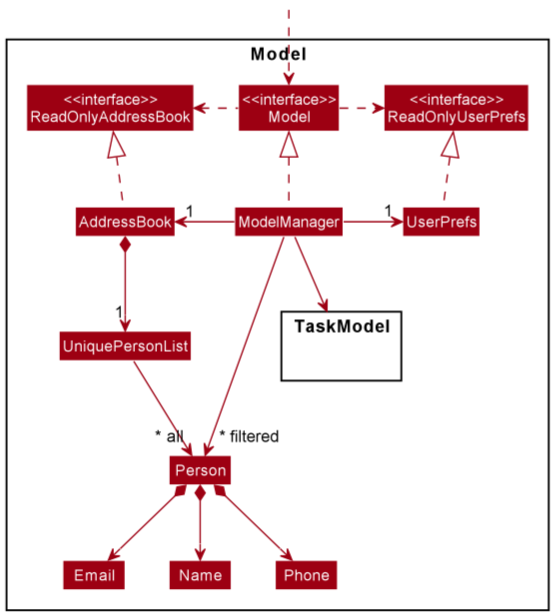 Model
<<interface>>
ReadOnlyAddressBook
<<interface>>
Model
<<interface>>
ReadOnlyUserPrefs
AddressBook
1
ModelManager
1
UserPrefs
1
TaskModel
UniquePersonList
* all
* filtered
Person
Email
Name
Phone